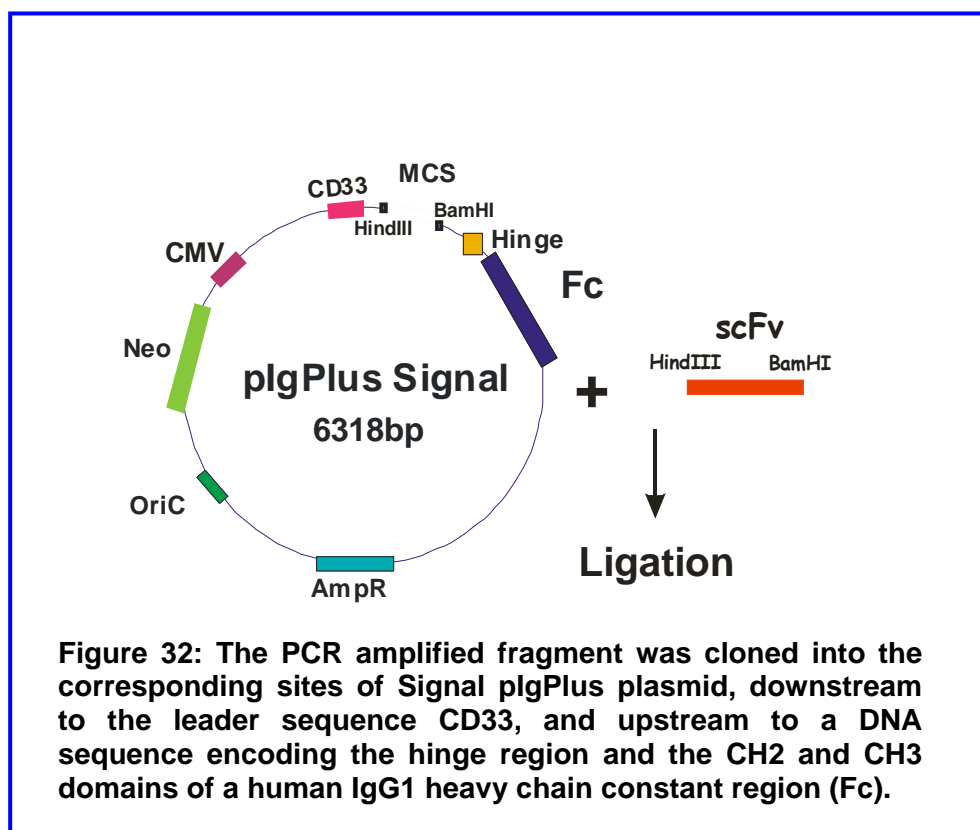 CD33
MCS
HindIII
BamHI
Hinge
CMV
Fc
Neo
scFv
HindIII
BamHI
pIgPlus Signal
6318bp
+
OriC
Ligation
AmpR
Figure 32: The PCR amplified fragment was cloned into the
corresponding sites of Signal pIgPlus plasmid, downstream
to the leader sequence CD33, and upstream to a DNA
sequence encoding the hinge region and the CH2 and CH3
domains of a human IgG1 heavy chain constant region (Fc).